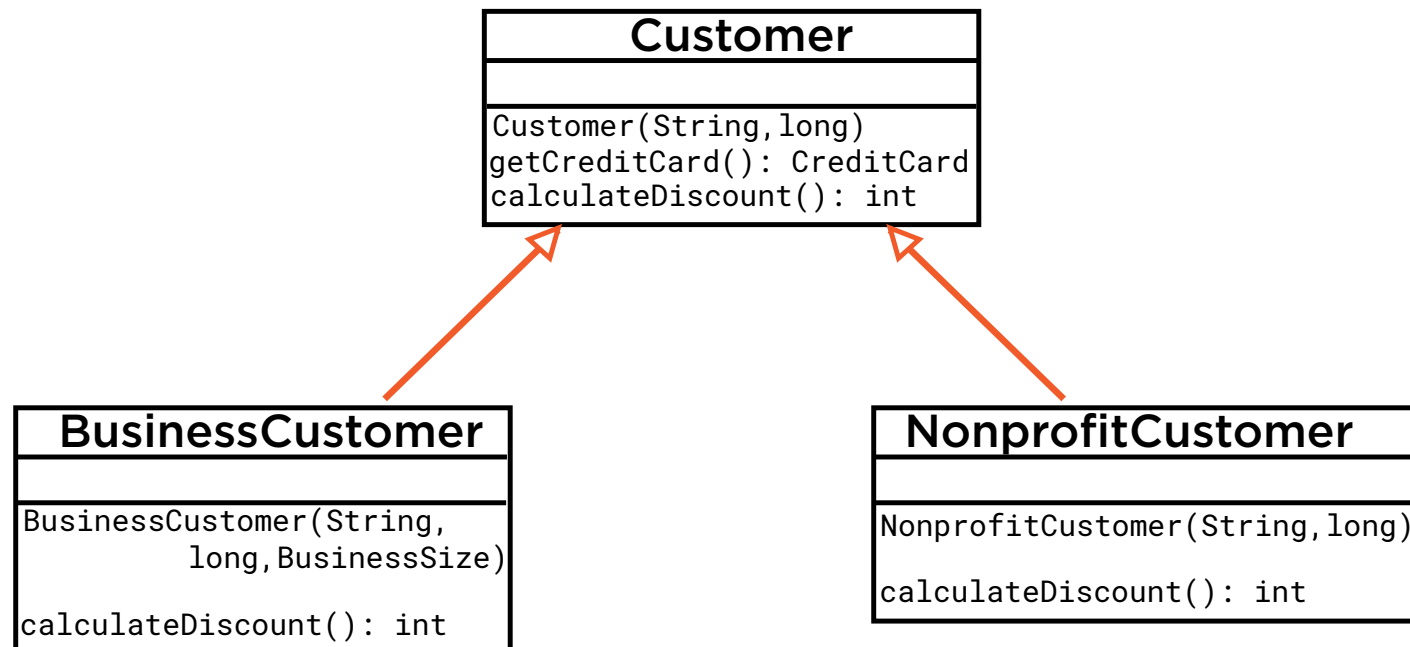 Customer
Customer(String,long)
getCreditCard(): CreditCard
calculateDiscount(): int
BusinessCustomer
BusinessCustomer(String,
long,BusinessSize)
calculateDiscount(): int
NonprofitCustomer
NonprofitCustomer(String,long)
calculateDiscount(): int